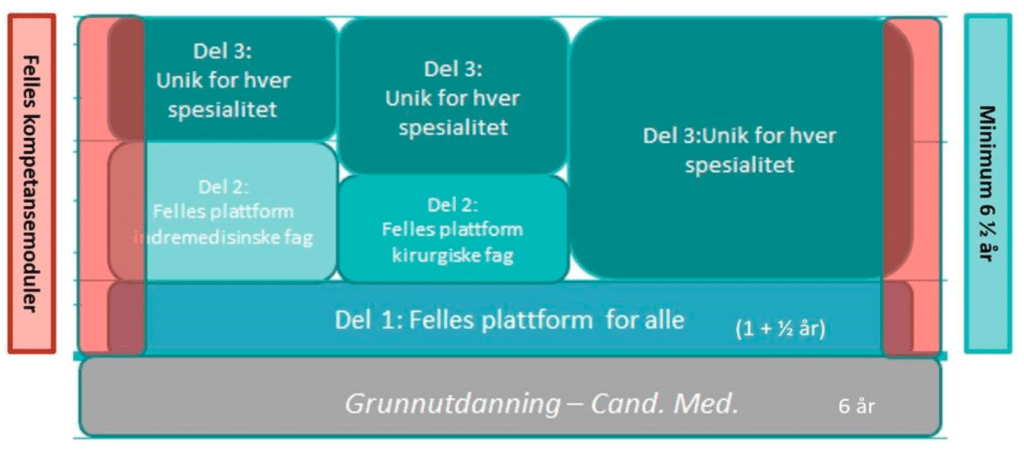 Felles kompetansemoduler
Del 3:
Unik for hver
spesialitet
Del 2:
Felles plattform
indremedisinske fag
Del 3:
Unik for hver
spesialitet
Del 2:
Felles plattform
kirurgiske fag
Del 3:Unik for hver
spesialitet
Minimum 6 ½ år
Del 1: Felles plattform for alle (1 + ½ år)
Grunnutdanning – Cand. Med. 6 år